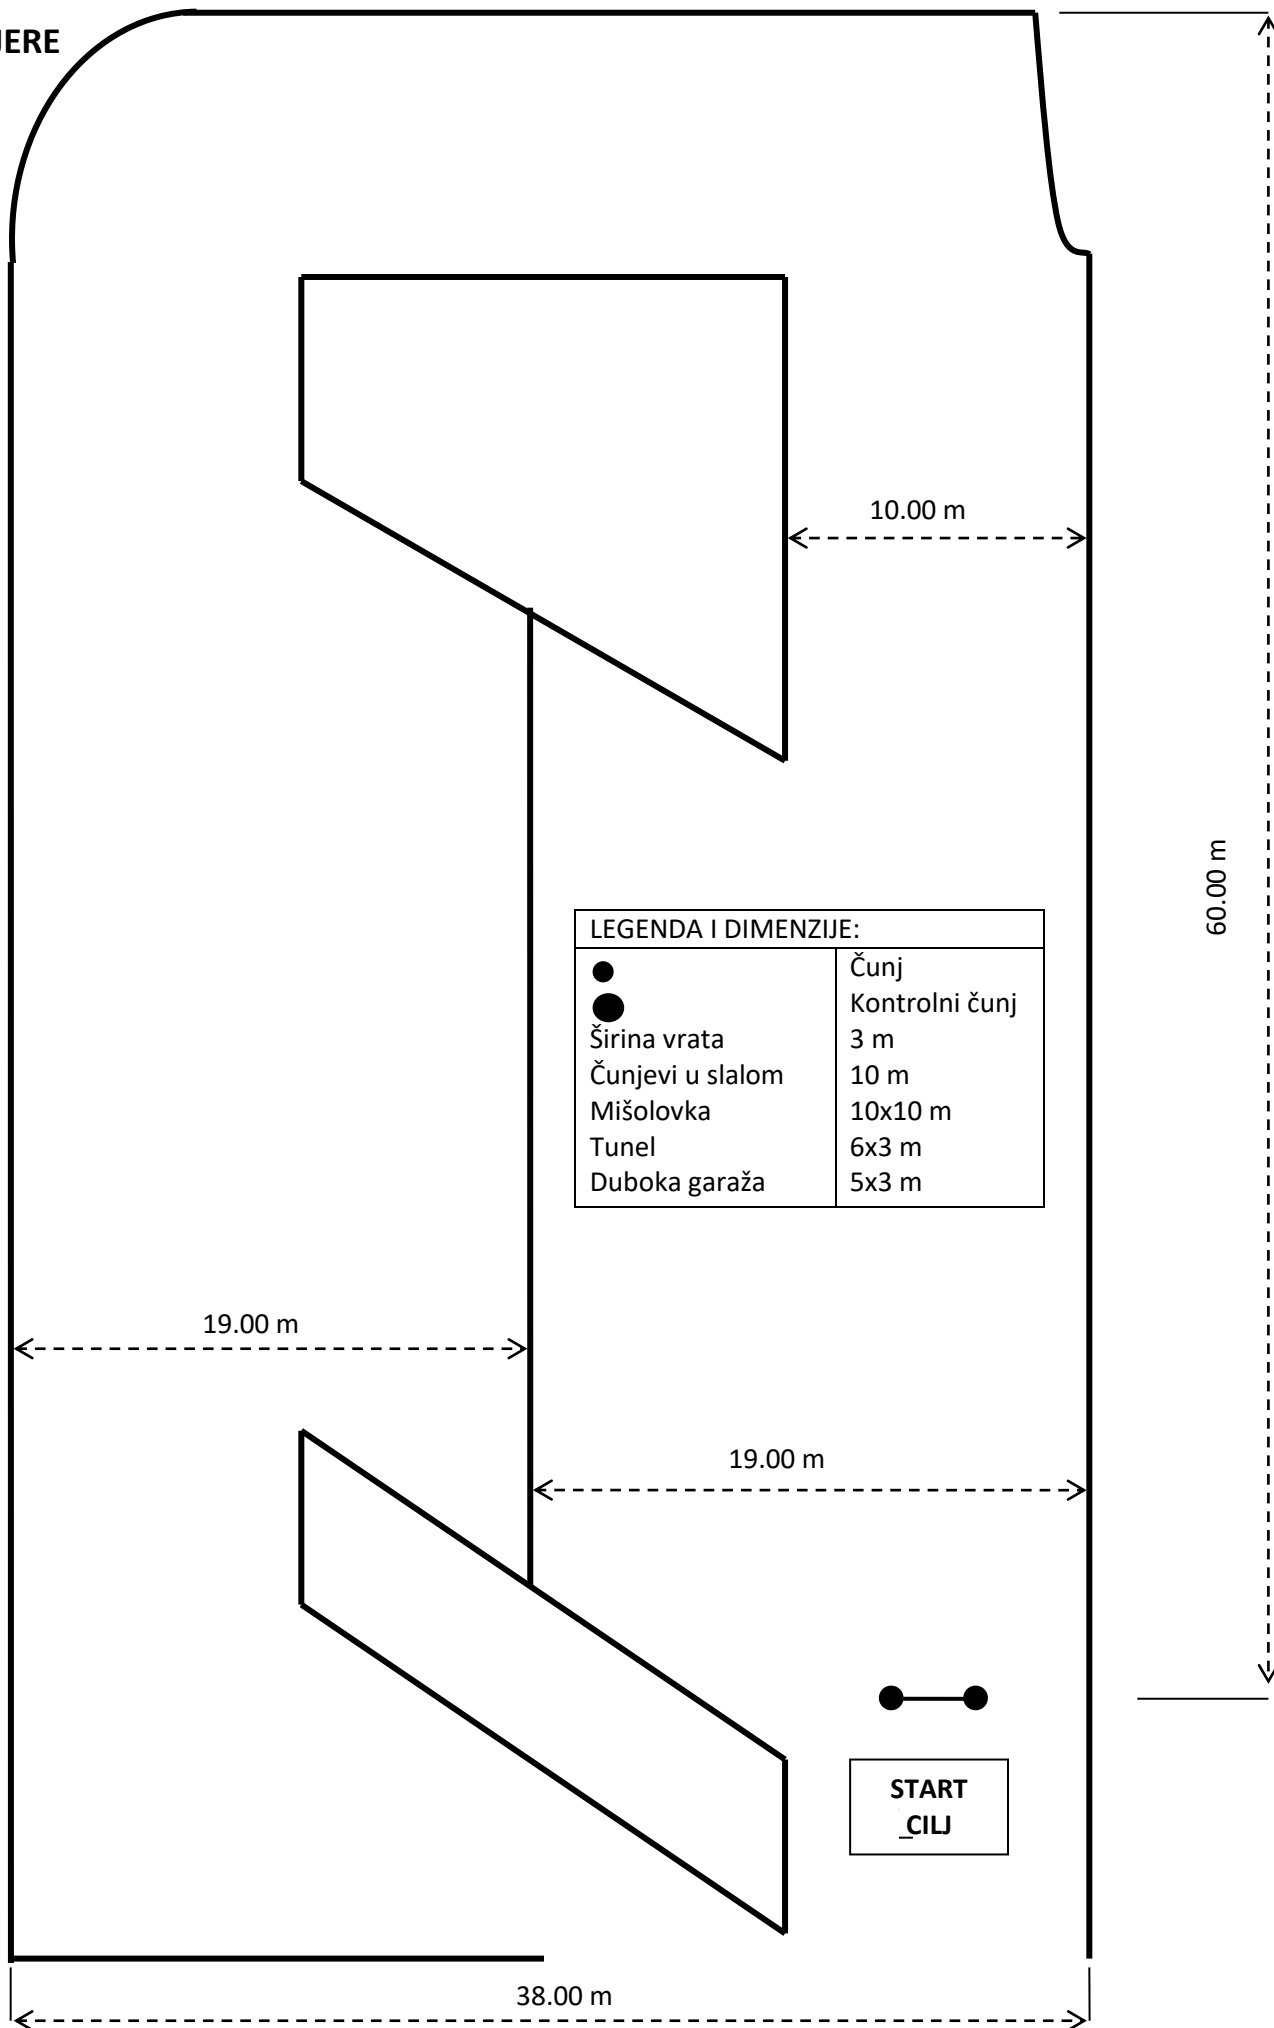 JERE
10.00 m
60.00 m
LEGENDA I DIMENZIJE:
Čunj
Kontrolni čunj
Širina vrata 3 m
Čunjevi u slalom 10 m
Mišolovka 10x10 m
Tunel 6x3 m
Duboka garaža 5x3 m
19.00 m
19.00 m
START
_CILJ
38.00 m